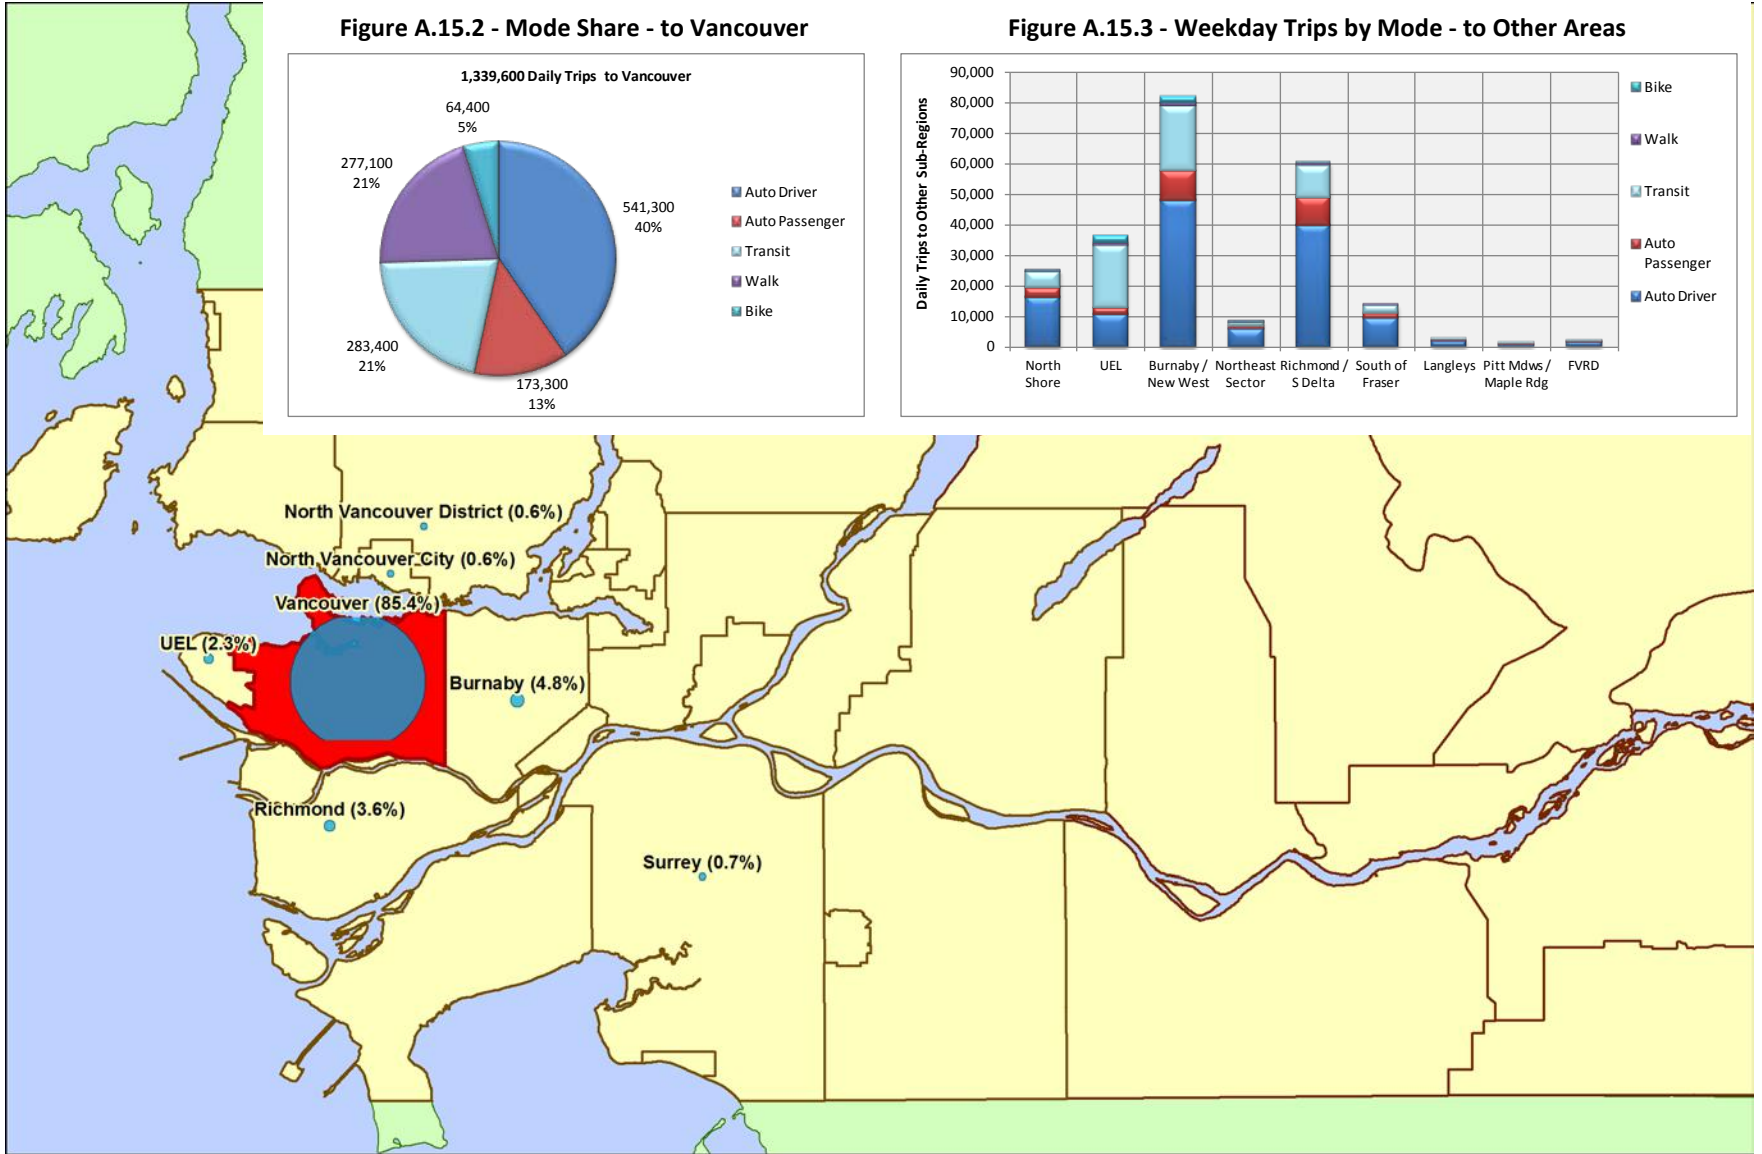 Figure A.15.2 - Mode Share - to Vancouver
1,339,600 Daily Trips to Vancouver
64,400
5%
277,100
21%
541,300
40%
283,400
21%
173,300
13%
Auto Driver
Auto Passenger
Transit
Walk
Bike
Figure A.15.3 - Weekday Trips by Mode - to Other Areas
Daily Trips to Other Sub-Regions
90,000
80,000
70,000
60,000
50,000
40,000
30,000
20,000
10,000
0
North
Shore
UEL
Burnaby /
New West
Northeast
Sector
Richmond /
S Delta
South of
Fraser
Langleys
Pitt Mdws /
Maple Rdg
FVRD
Bike
Walk
Transit
Auto
Passenger
Auto Driver
North Vancouver District (0.6%)
North Vancouver City (0.6%)
Vancouver (85.4%)
UEL (2.3%)
Burnaby (4.8%)
Richmond (3.6%)
Surrey (0.7%)